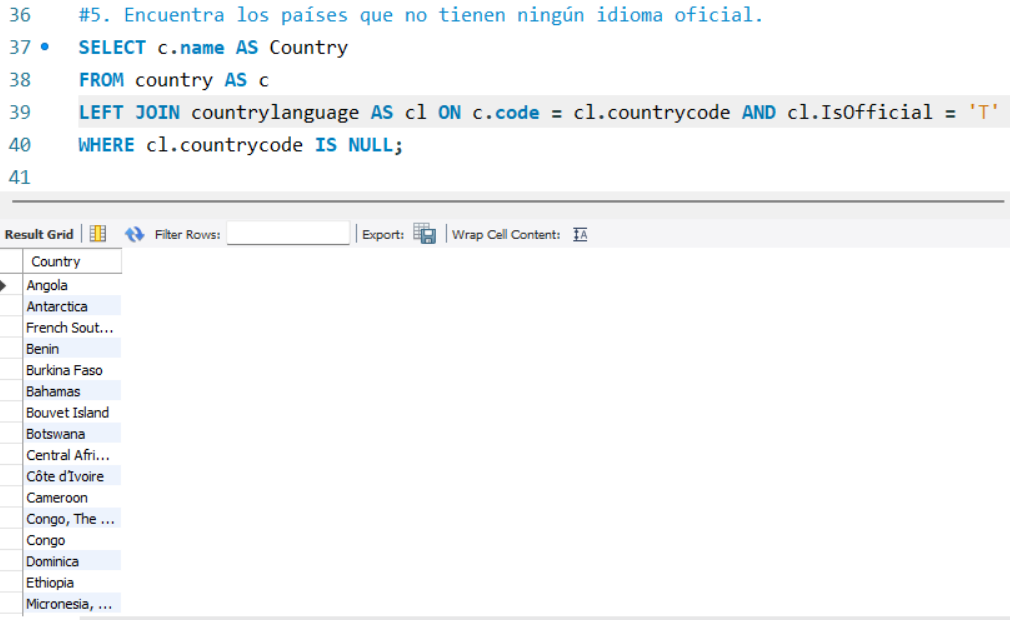 36 #5. Encuentra los países que no tienen ningún idioma oficial.
37 SELECT c.name AS Country
38 FROM country AS c
39 LEFT JOIN countrylanguage AS cl ON c.code = cl.countrycode AND cl.IsOfficial = 'T'
40 WHERE cl.countrycode IS NULL;
41
Result Grid Filter Rows: Export: Wrap Cell Content: IA
Country
Angola
Antarctica
French Sout...
Benin
Burkina Faso
Bahamas
Bouvet Island
Botswana
Central Afri...
Côte d'Ivoire
Cameroon
Congo, The ...
Congo
Dominica
Ethiopia
Micronesia, ...